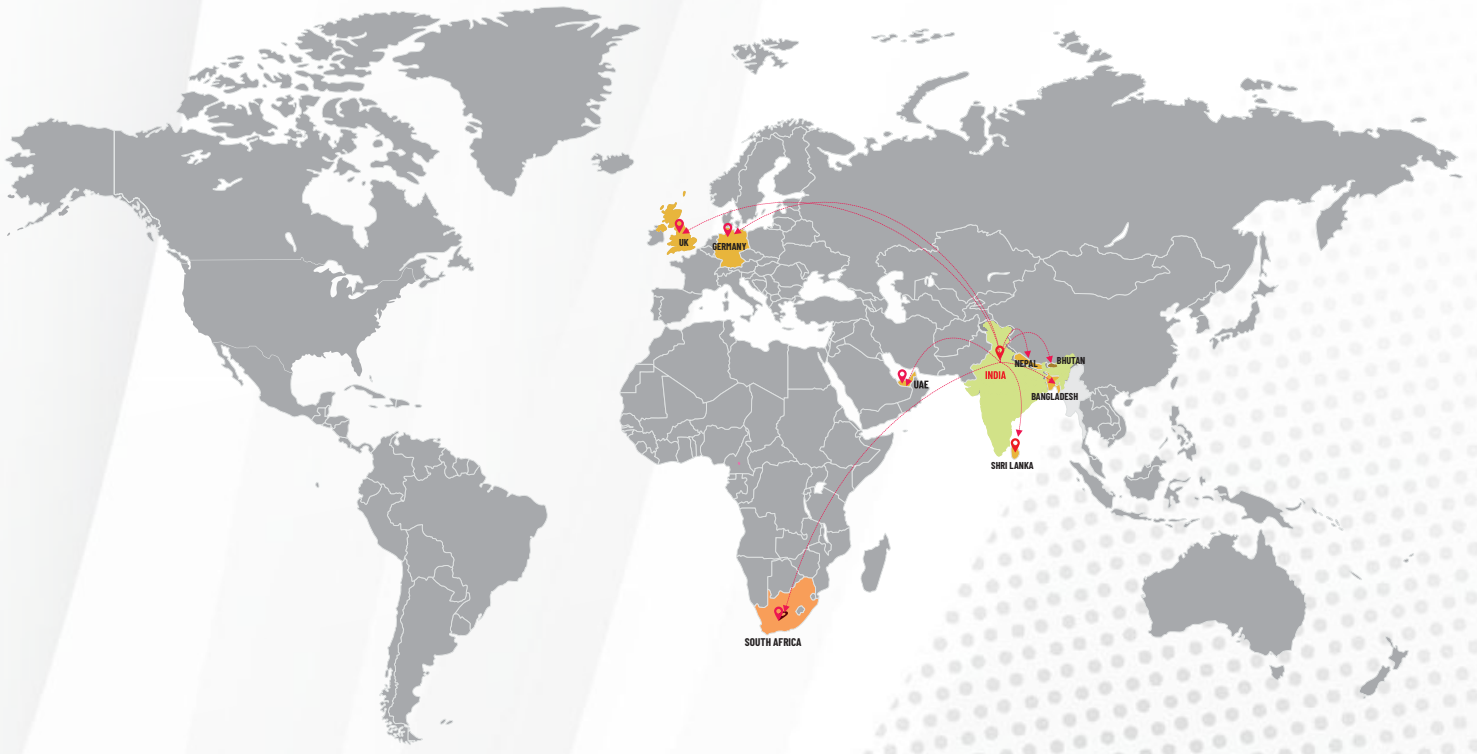 UK
GERMANY
NEPAL
BHUTAN
INDIA
UAE
BANGLADESH
SHRI LANKA
SOUTH AFRICA